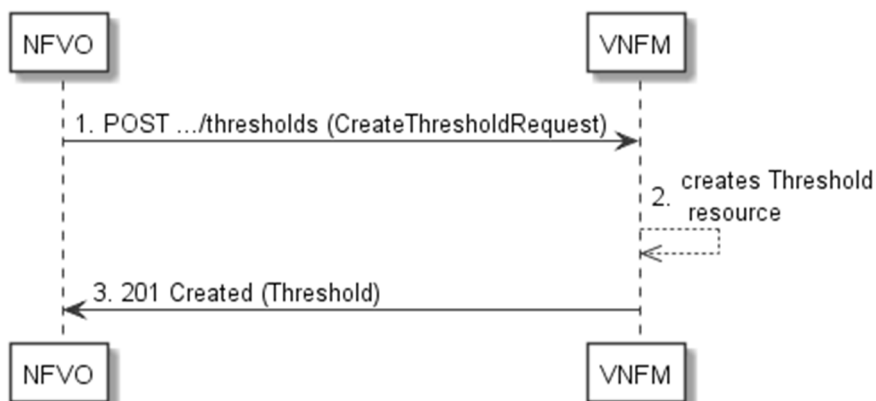 NFVO
VNFM
1. POST .../thresholds (CreateThresholdRequest)
2. creates Threshold
resource
3. 201 Created (Threshold)
NFVO
VNFM